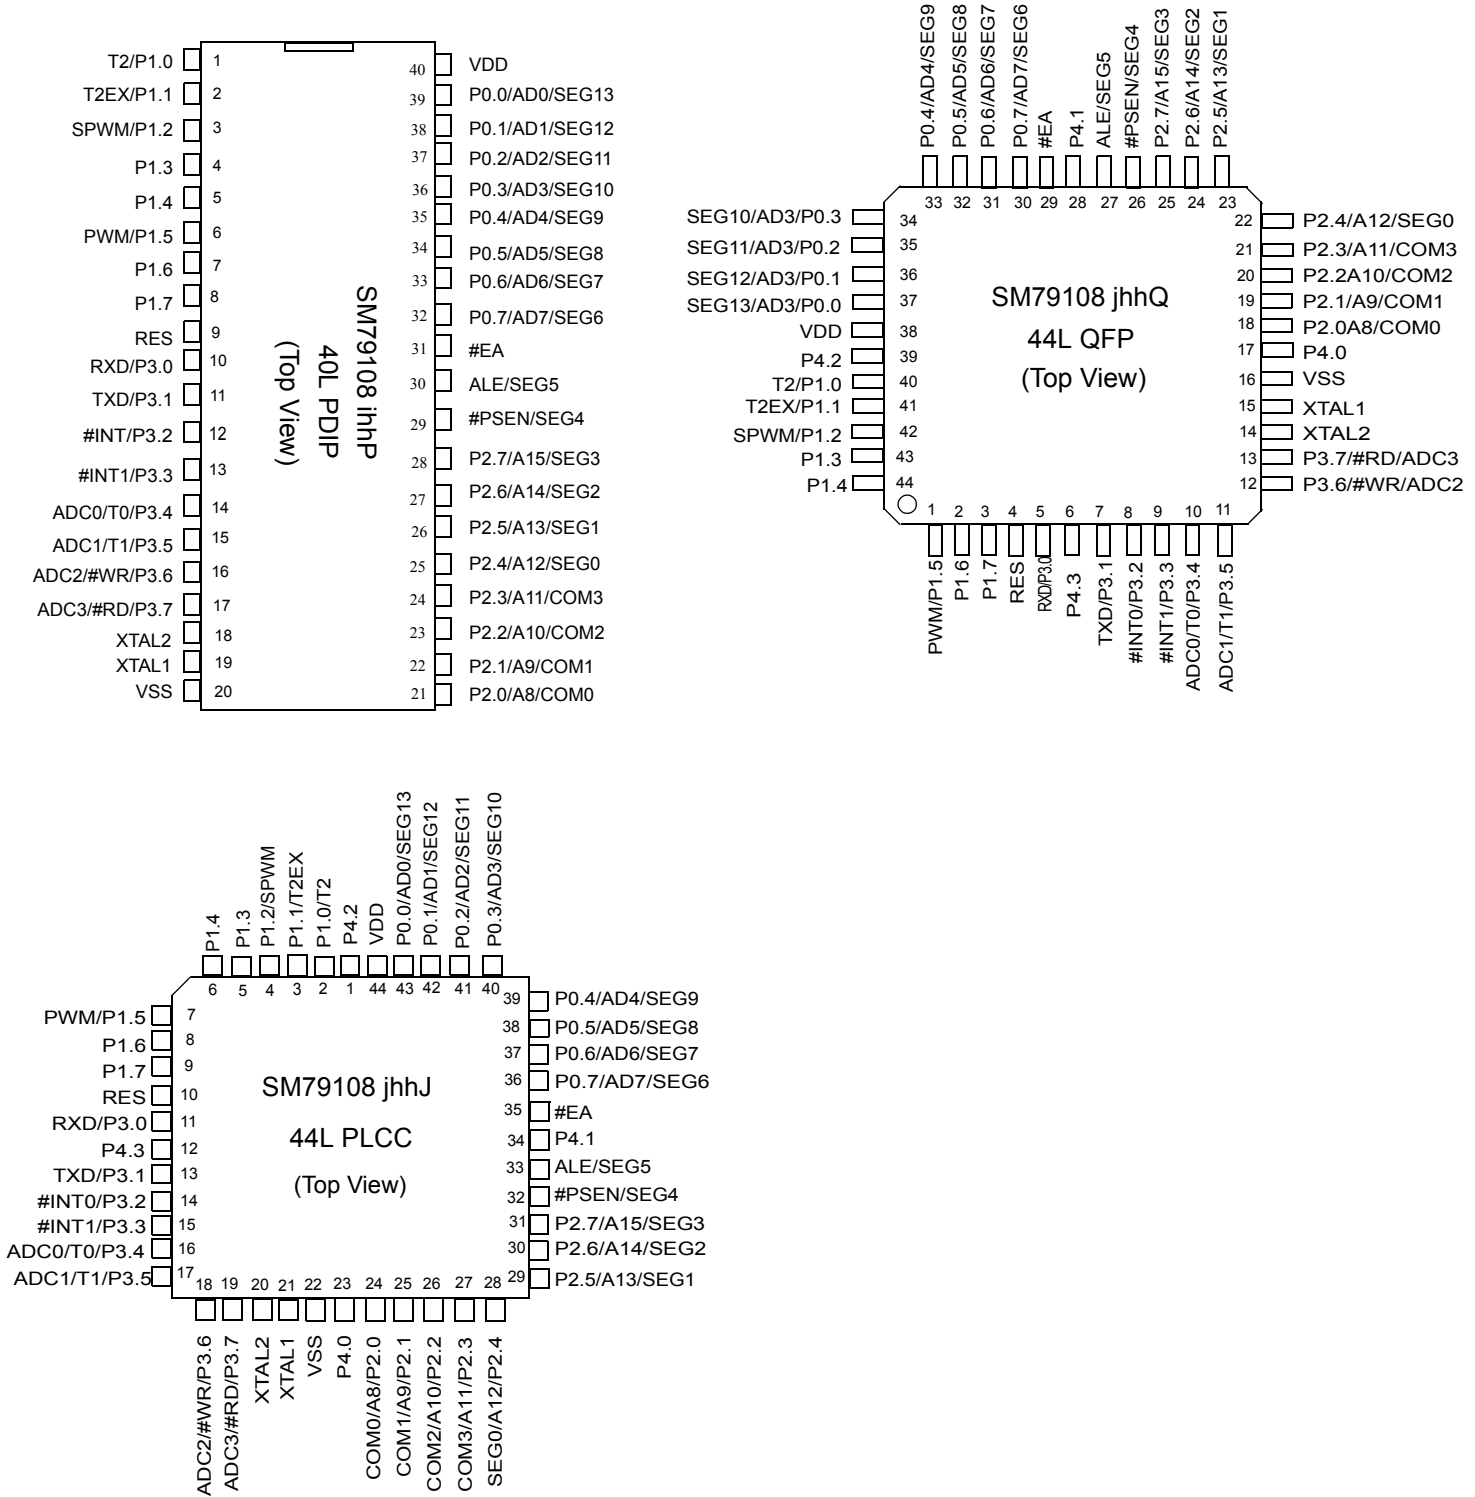 T2/P1.0 1
T2EX/P1.1 2
SPWM/P1.2 3
P1.3 4
P1.4 5
PWM/P1.5 6
P1.6 7
P1.7 8
RES 9
RXD/P3.0 10
TXD/P3.1 11
#INT/P3.2 12
#INT1/P3.3 13
ADC0/T0/P3.4 14
ADC1/T1/P3.5 15
ADC2/#WR/P3.6 16
ADC3/#RD/P3.7 17
XTAL2 18
XTAL1 19
VSS 20
SM79108 ihhP
40L PDIP
(Top View)
40 VDD
39 P0.0/AD0/SEG13
38 P0.1/AD1/SEG12
37 P0.2/AD2/SEG11
36 P0.3/AD3/SEG10
35 P0.4/AD4/SEG9
34 P0.5/AD5/SEG8
33 P0.6/AD6/SEG7
32 P0.7/AD7/SEG6
31 #EA
30 ALE/SEG5
29 #PSEN/SEG4
28 P2.7/A15/SEG3
27 P2.6/A14/SEG2
26 P2.5/A13/SEG1
25 P2.4/A12/SEG0
24 P2.3/A11/COM3
23 P2.2/A10/COM2
22 P2.1/A9/COM1
21 P2.0/A8/COM0
P0.4/AD4/SEG9 33
P0.5/AD5/SEG8 32
P0.6/AD6/SEG7 31
P0.7/AD7/SEG6 30
#EA 29
P4.1 28
ALE/SEG5 27
#PSEN/SEG4 26
P2.7/A15/SEG3 25
P2.6/A14/SEG2 24
P2.5/A13/SEG1 23
SEG10/AD3/P0.3 34
SEG11/AD3/P0.2 35
SEG12/AD3/P0.1 36
SEG13/AD3/P0.0 37
VDD 38
P4.2 39
T2/P1.0 40
T2EX/P1.1 41
SPWM/P1.2 42
P1.3 43
P1.4 44
SM79108 jhhQ
44L QFP
(Top View)
22 P2.4/A12/SEG0
21 P2.3/A11/COM3
20 P2.2A10/COM2
19 P2.1/A9/COM1
18 P2.0A8/COM0
17 P4.0
16 VSS
15 XTAL1
14 XTAL2
13 P3.7/#RD/ADC3
12 P3.6/#WR/ADC2
1 PWM/P1.5
2 P1.6
3 P1.7
4 RES
5 RXD/P3.0
6 P4.3
7 TXD/P3.1
8 #INT0/P3.2
9 #INT1/P3.3
10 ADC0/T0/P3.4
11 ADC1/T1/P3.5
P1.4 6
P1.3 5
P1.2/SPWM 4
P1.1/T2EX 3
P1.0/T2 2
P4.2 1
VDD 44
P0.0/AD0/SEG13 43
P0.1/AD1/SEG12 42
P0.2/AD2/SEG11 41
P0.3/AD3/SEG10 40
PWM/P1.5 7
P1.6 8
P1.7 9
RES 10
RXD/P3.0 11
P4.3 12
TXD/P3.1 13
#INT0/P3.2 14
#INT1/P3.3 15
ADC0/T0/P3.4 16
ADC1/T1/P3.5 17
SM79108 jhhJ
44L PLCC
(Top View)
39 P0.4/AD4/SEG9
38 P0.5/AD5/SEG8
37 P0.6/AD6/SEG7
36 P0.7/AD7/SEG6
35 #EA
34 P4.1
33 ALE/SEG5
32 #PSEN/SEG4
31 P2.7/A15/SEG3
30 P2.6/A14/SEG2
29 P2.5/A13/SEG1
18 ADC2/#WR/P3.6
19 ADC3/#RD/P3.7
20 XTAL2
21 XTAL1
22 VSS
23 P4.0
24 COM0/A8/P2.0
25 COM1/A9/P2.1
26 COM2/A10/P2.2
27 COM3/A11/P2.3
28 SEG0/A12/P2.4